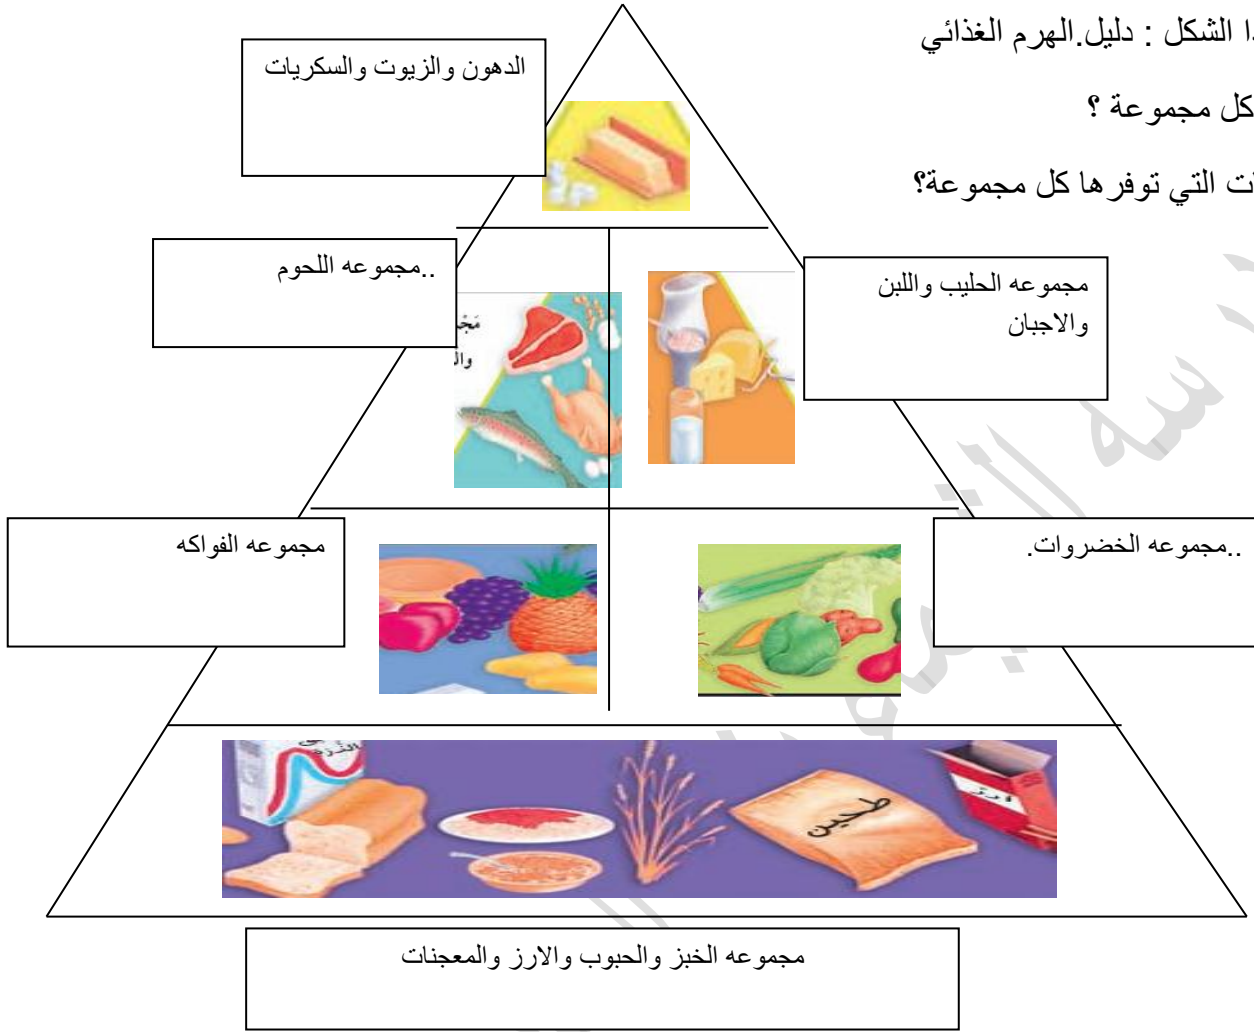 ا الشكل : دليل.الهرم الغذائي
كل مجموعة ؟
ات التي توفرها كل مجموعة؟
الدهون والزيوت والسكريات
..مجموعه اللحوم
مجموعه الحليب واللبن
والاجبان
مجموعه الفواكه
..مجموعه الخضروات.
طحين
مجموعه الخبز والحبوب والارز والمعجنات